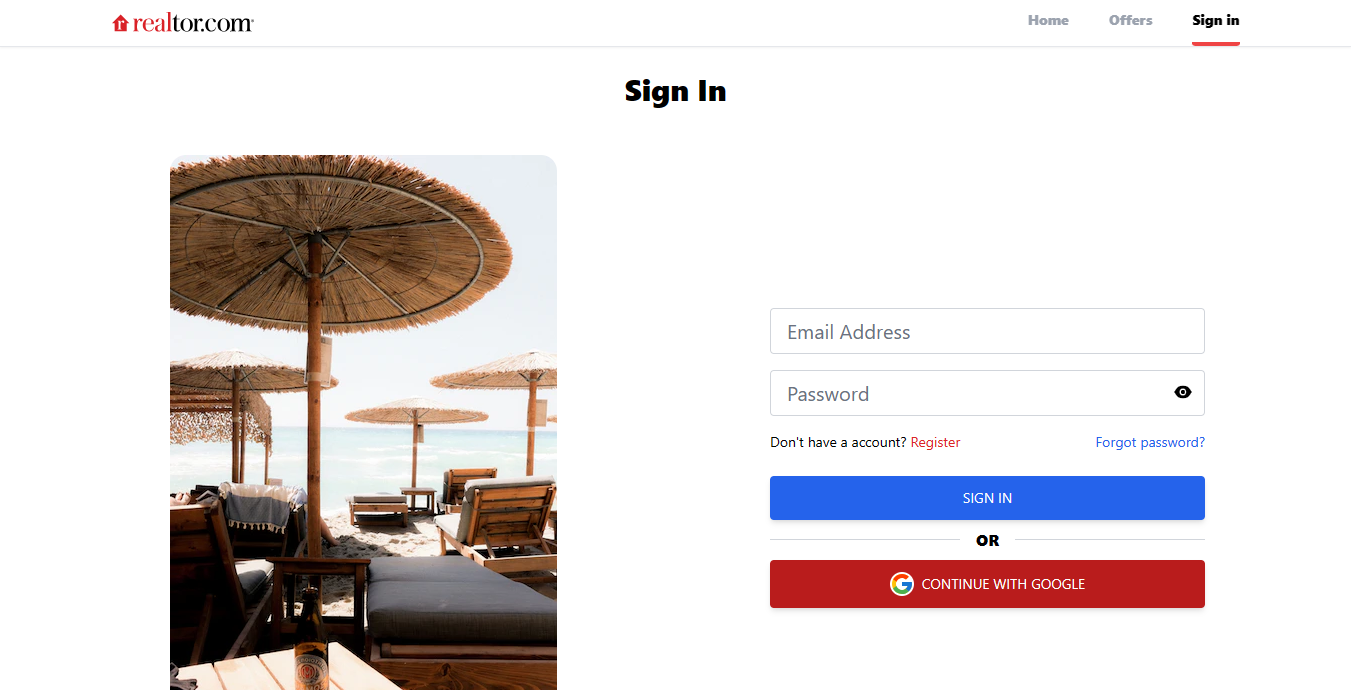 realtor.com
Home
Offers
Sign in
Sign In
Email Address
Password
Don't have a account? Register
Forgot password?
SIGN IN
OR
CONTINUE WITH GOOGLE